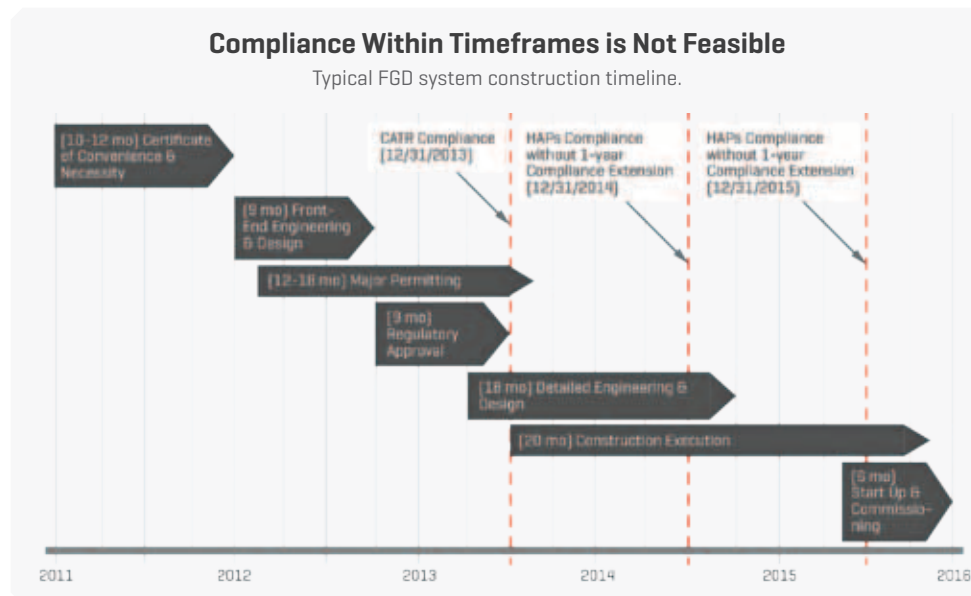 Compliance Within Timeframes is Not Feasible
Typical FGD system construction timeline.
[10-12 mo] Certificate
of Convenience &
Necessity
CATR Compliance
[12/31/2013]
HAPs Compliance
without 1-year
Compliance Extension
[12/31/2014]
HAPs Compliance
without 1-year
Compliance Extension
[12/31/2015]
[9 mo] Front-
End Engineering
& Design
[12-18 mo] Major Permitting
[9 mo]
Regulatory
Approval
[18 mo] Detailed Engineering &
Design
[20 mo] Construction Execution
[6 mo]
Start Up &
Commissio-
ning
2011
2012
2013
2014
2015
2016